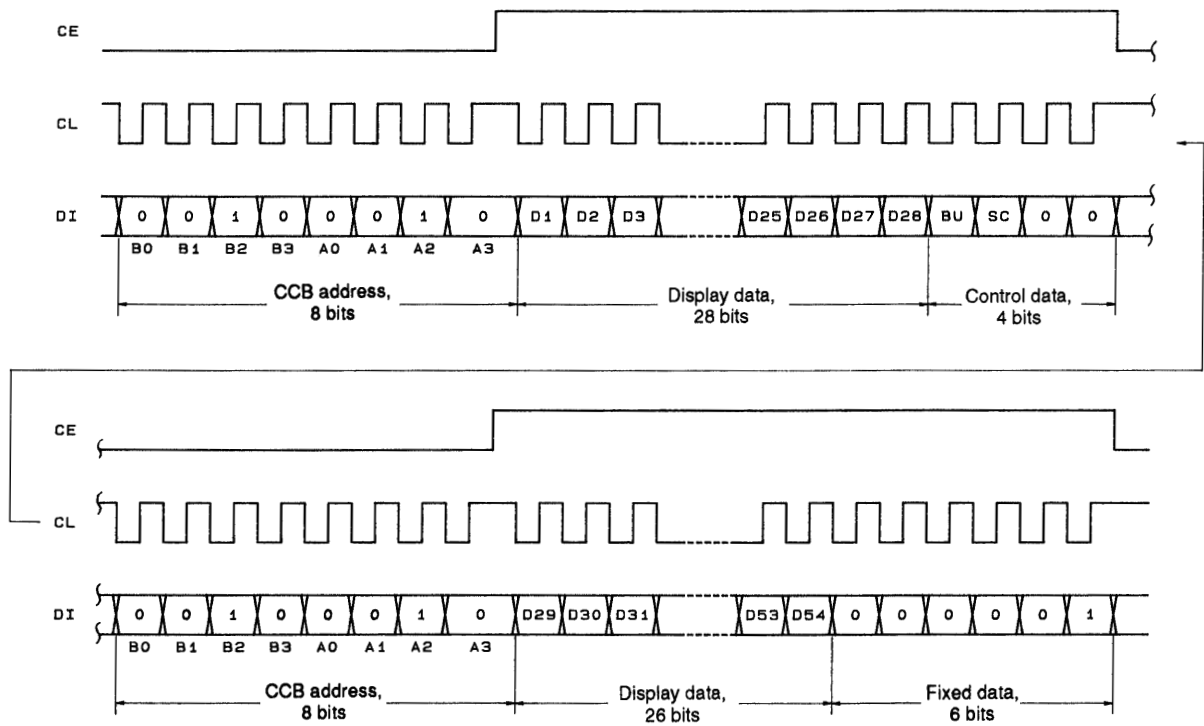 CE
CL
DI 0 0 1 0 0 0 1 0 D1 D2 D3 D25 D26 D27 D28 BU SC 0 0
B0 B1 B2 B3 A0 A1 A2 A3
CCB address,
8 bits
Display data,
28 bits
Control data,
4 bits
CE
CL
DI 0 0 1 0 0 0 1 0 D29 D30 D31 D53 D54 0 0 0 0 0 1
B0 B1 B2 B3 A0 A1 A2 A3
CCB address,
8 bits
Display data,
26 bits
Fixed data,
6 bits